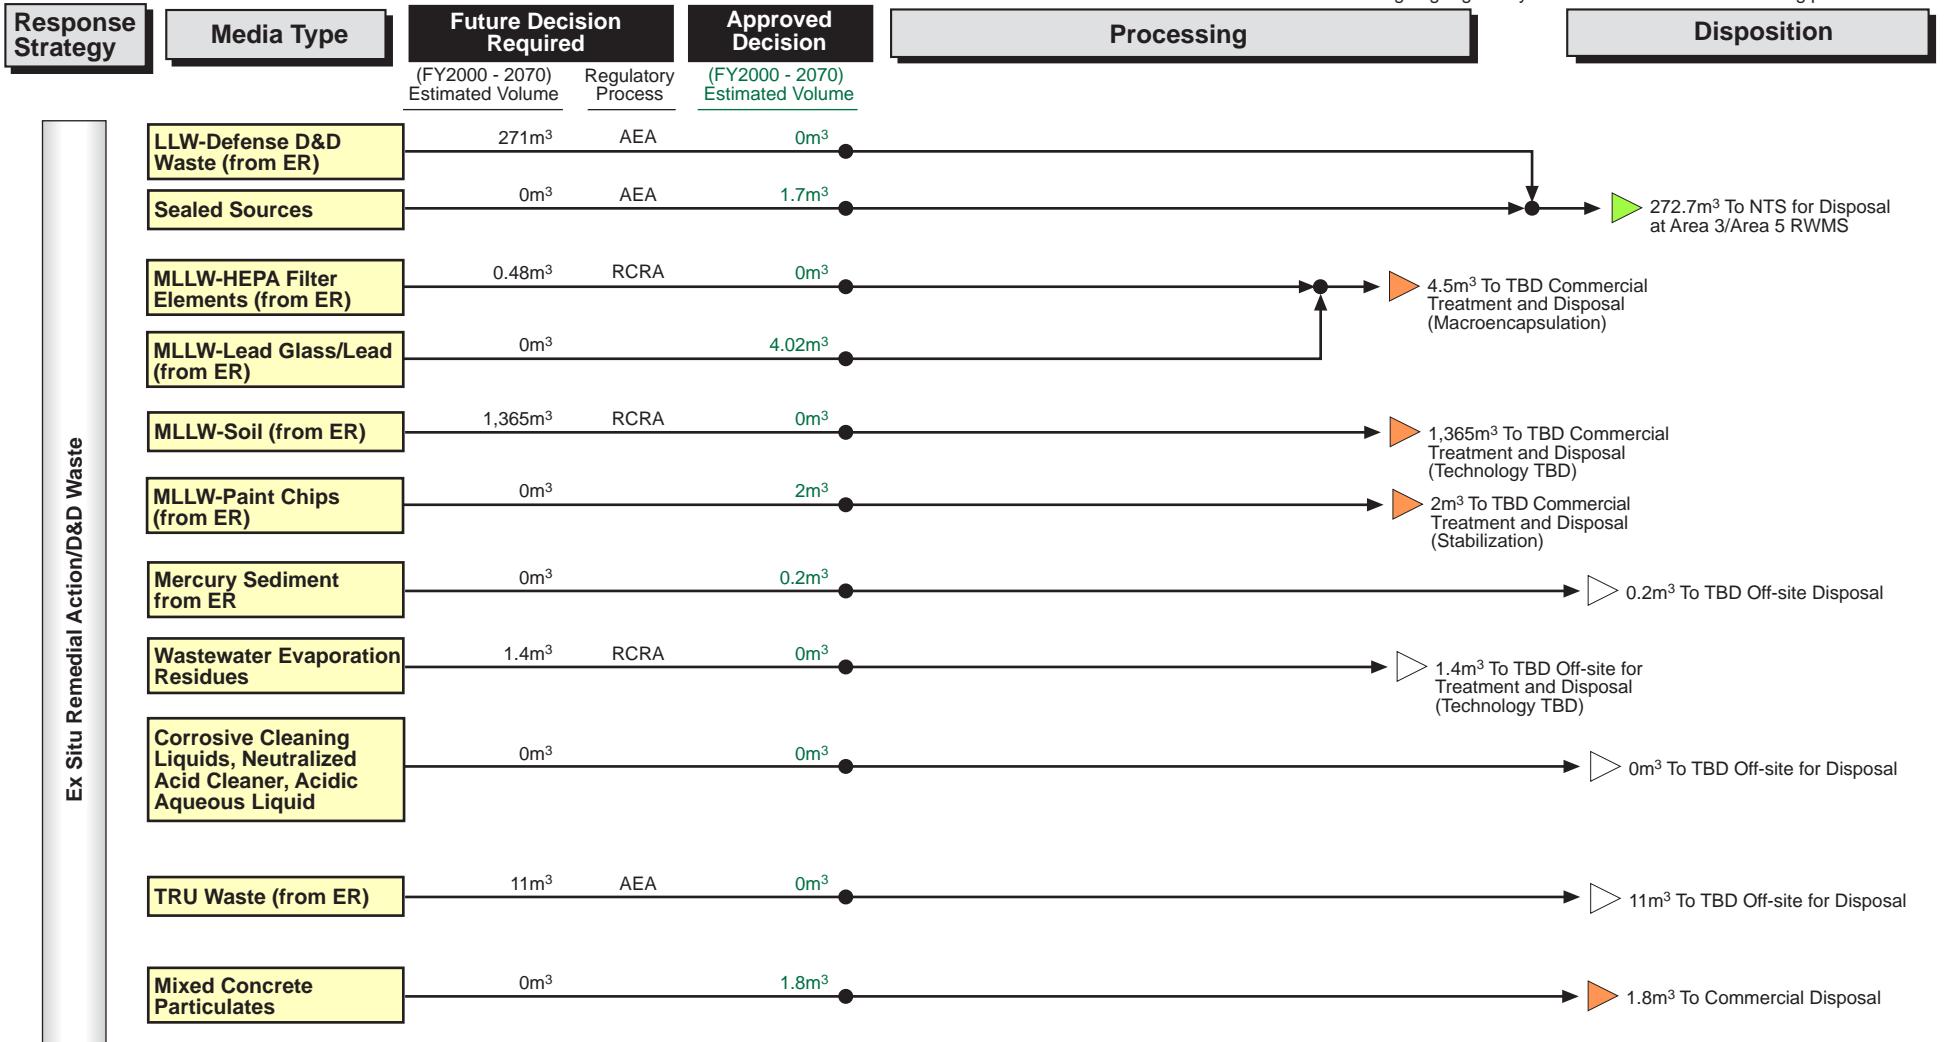 Response
Strategy
Media Type
Future Decision
Required
Approved
Decision
Processing
Disposition
(FY2000 - 2070)
Estimated Volume
Regulatory
Process
(FY2000 - 2070)
Estimated Volume
Ex Situ Remedial Action/D&D Waste
LLW-Defense D&D
Waste (from ER)
271m³
AEA
0m³
Sealed Sources
0m³
AEA
1.7m³
272.7m³ To NTS for Disposal
at Area 3/Area 5 RWMS
MLLW-HEPA Filter
Elements (from ER)
0.48m³
RCRA
0m³
4.5m³ To TBD Commercial
Treatment and Disposal
(Macroencapsulation)
MLLW-Lead Glass/Lead
(from ER)
0m³
4.02m³
MLLW-Soil (from ER)
1,365m³
RCRA
0m³
1,365m³ To TBD Commercial
Treatment and Disposal
(Technology TBD)
MLLW-Paint Chips
(from ER)
0m³
2m³
2m³ To TBD Commercial
Treatment and Disposal
(Stabilization)
Mercury Sediment
from ER
0m³
0.2m³
0.2m³ To TBD Off-site Disposal
Wastewater Evaporation
Residues
1.4m³
RCRA
0m³
1.4m³ To TBD Off-site for
Treatment and Disposal
(Technology TBD)
Corrosive Cleaning
Liquids, Neutralized
Acid Cleaner, Acidic
Aqueous Liquid
0m³
0m³
0m³ To TBD Off-site for Disposal
TRU Waste (from ER)
11m³
AEA
0m³
11m³ To TBD Off-site for Disposal
Mixed Concrete
Particulates
0m³
1.8m³
1.8m³ To Commercial Disposal